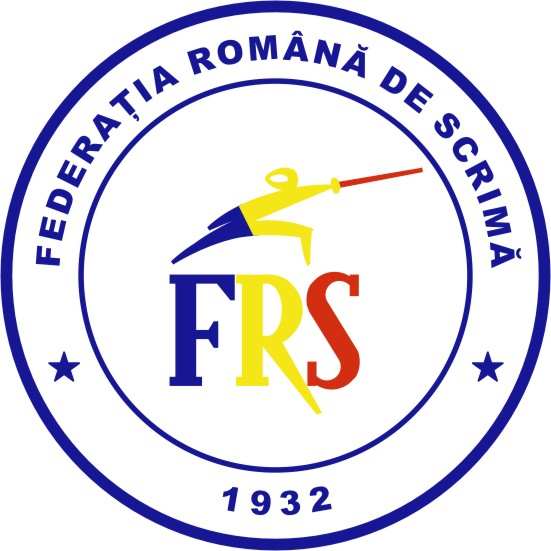 FEDERAȚIA ROMÂNĂ DE SCRIMĂ
FRS
1932